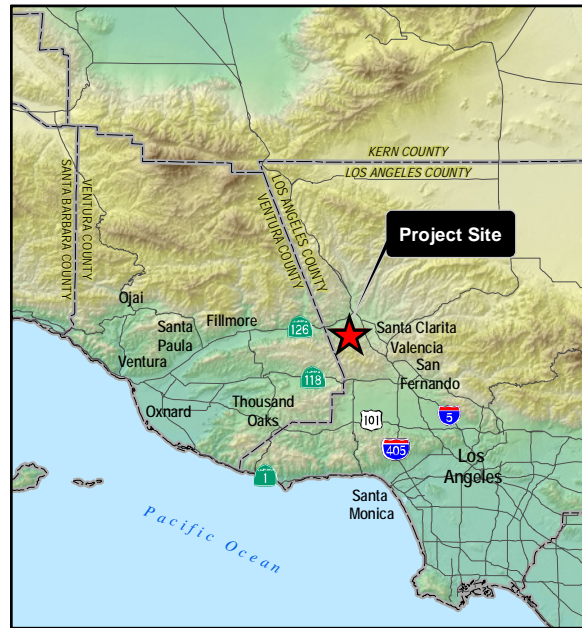 KERN COUNTY
LOS ANGELES COUNTY
SANTA BARBARA COUNTY
VENTURA COUNTY
LOS ANGELES COUNTY
VENTURA COUNTY
Project Site
Ojai
Santa
Paula
Fillmore
126
Santa Clarita
Valencia
San
Fernando
Ventura
118
Oxnard
Thousand
Oaks
101
5
405
Los
Angeles
1
Santa
Monica
Pacific Ocean